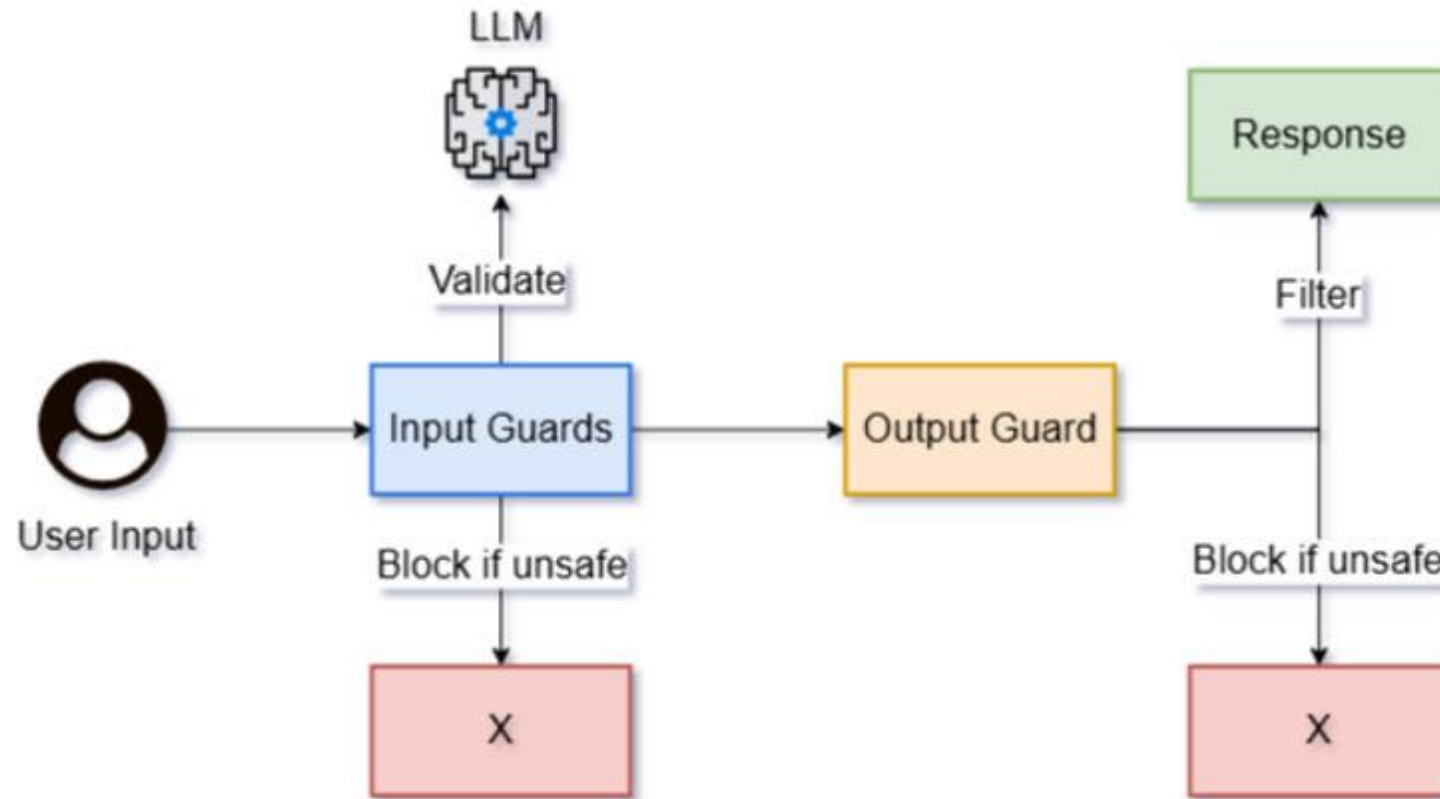 LLM
Response
Validate
Filter
Input Guards
Output Guard
User Input
Block if unsafe
Block if unsafe
X
X